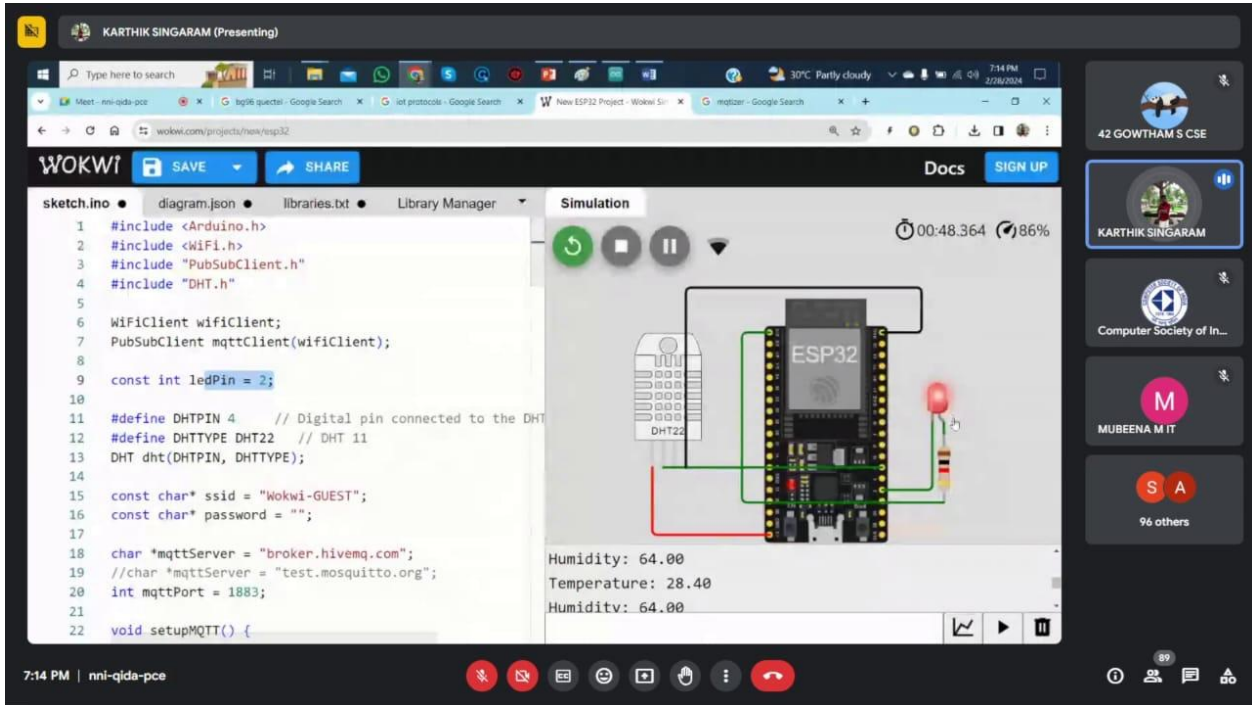 KARTHIK SINGARAM (Presenting)
Type here to search
30°C Partly cloudy
7:14 PM
2/28/2024
Meet - nni-qida-pce
bg96 quectel - Google Search
iot protocols - Google Search
New ESP32 Project - Wokwi Sim
mqtizer - Google Search
wokwi.com/projects/new/esp32
WOKWI
SAVE
SHARE
Docs
SIGN UP
sketch.ino
diagram.json
libraries.txt
Library Manager
Simulation
1 #include <Arduino.h>
2 #include <WiFi.h>
3 #include "PubSubClient.h"
4 #include "DHT.h"
5
6 WiFiClient wifiClient;
7 PubSubClient mqttClient(wifiClient);
8
9 const int ledPin = 2;
10
11 #define DHTPIN 4 // Digital pin connected to the DHT
12 #define DHTTYPE DHT22 // DHT 11
13 DHT dht(DHTPIN, DHTTYPE);
14
15 const char* ssid = "Wokwi-GUEST";
16 const char* password = "";
17
18 char *mqttServer = "broker.hivemq.com";
19 //char *mqttServer = "test.mosquitto.org";
20 int mqttPort = 1883;
21
22 void setupMQTT() {
00:48.364
86%
ESP32
DHT22
Humidity: 64.00
Temperature: 28.40
Humidity: 64.00
42 GOWTHAM S CSE
KARTHIK SINGARAM
Computer Society of In...
M
MUBEENA M IT
S A
96 others
7:14 PM | nni-qida-pce
89